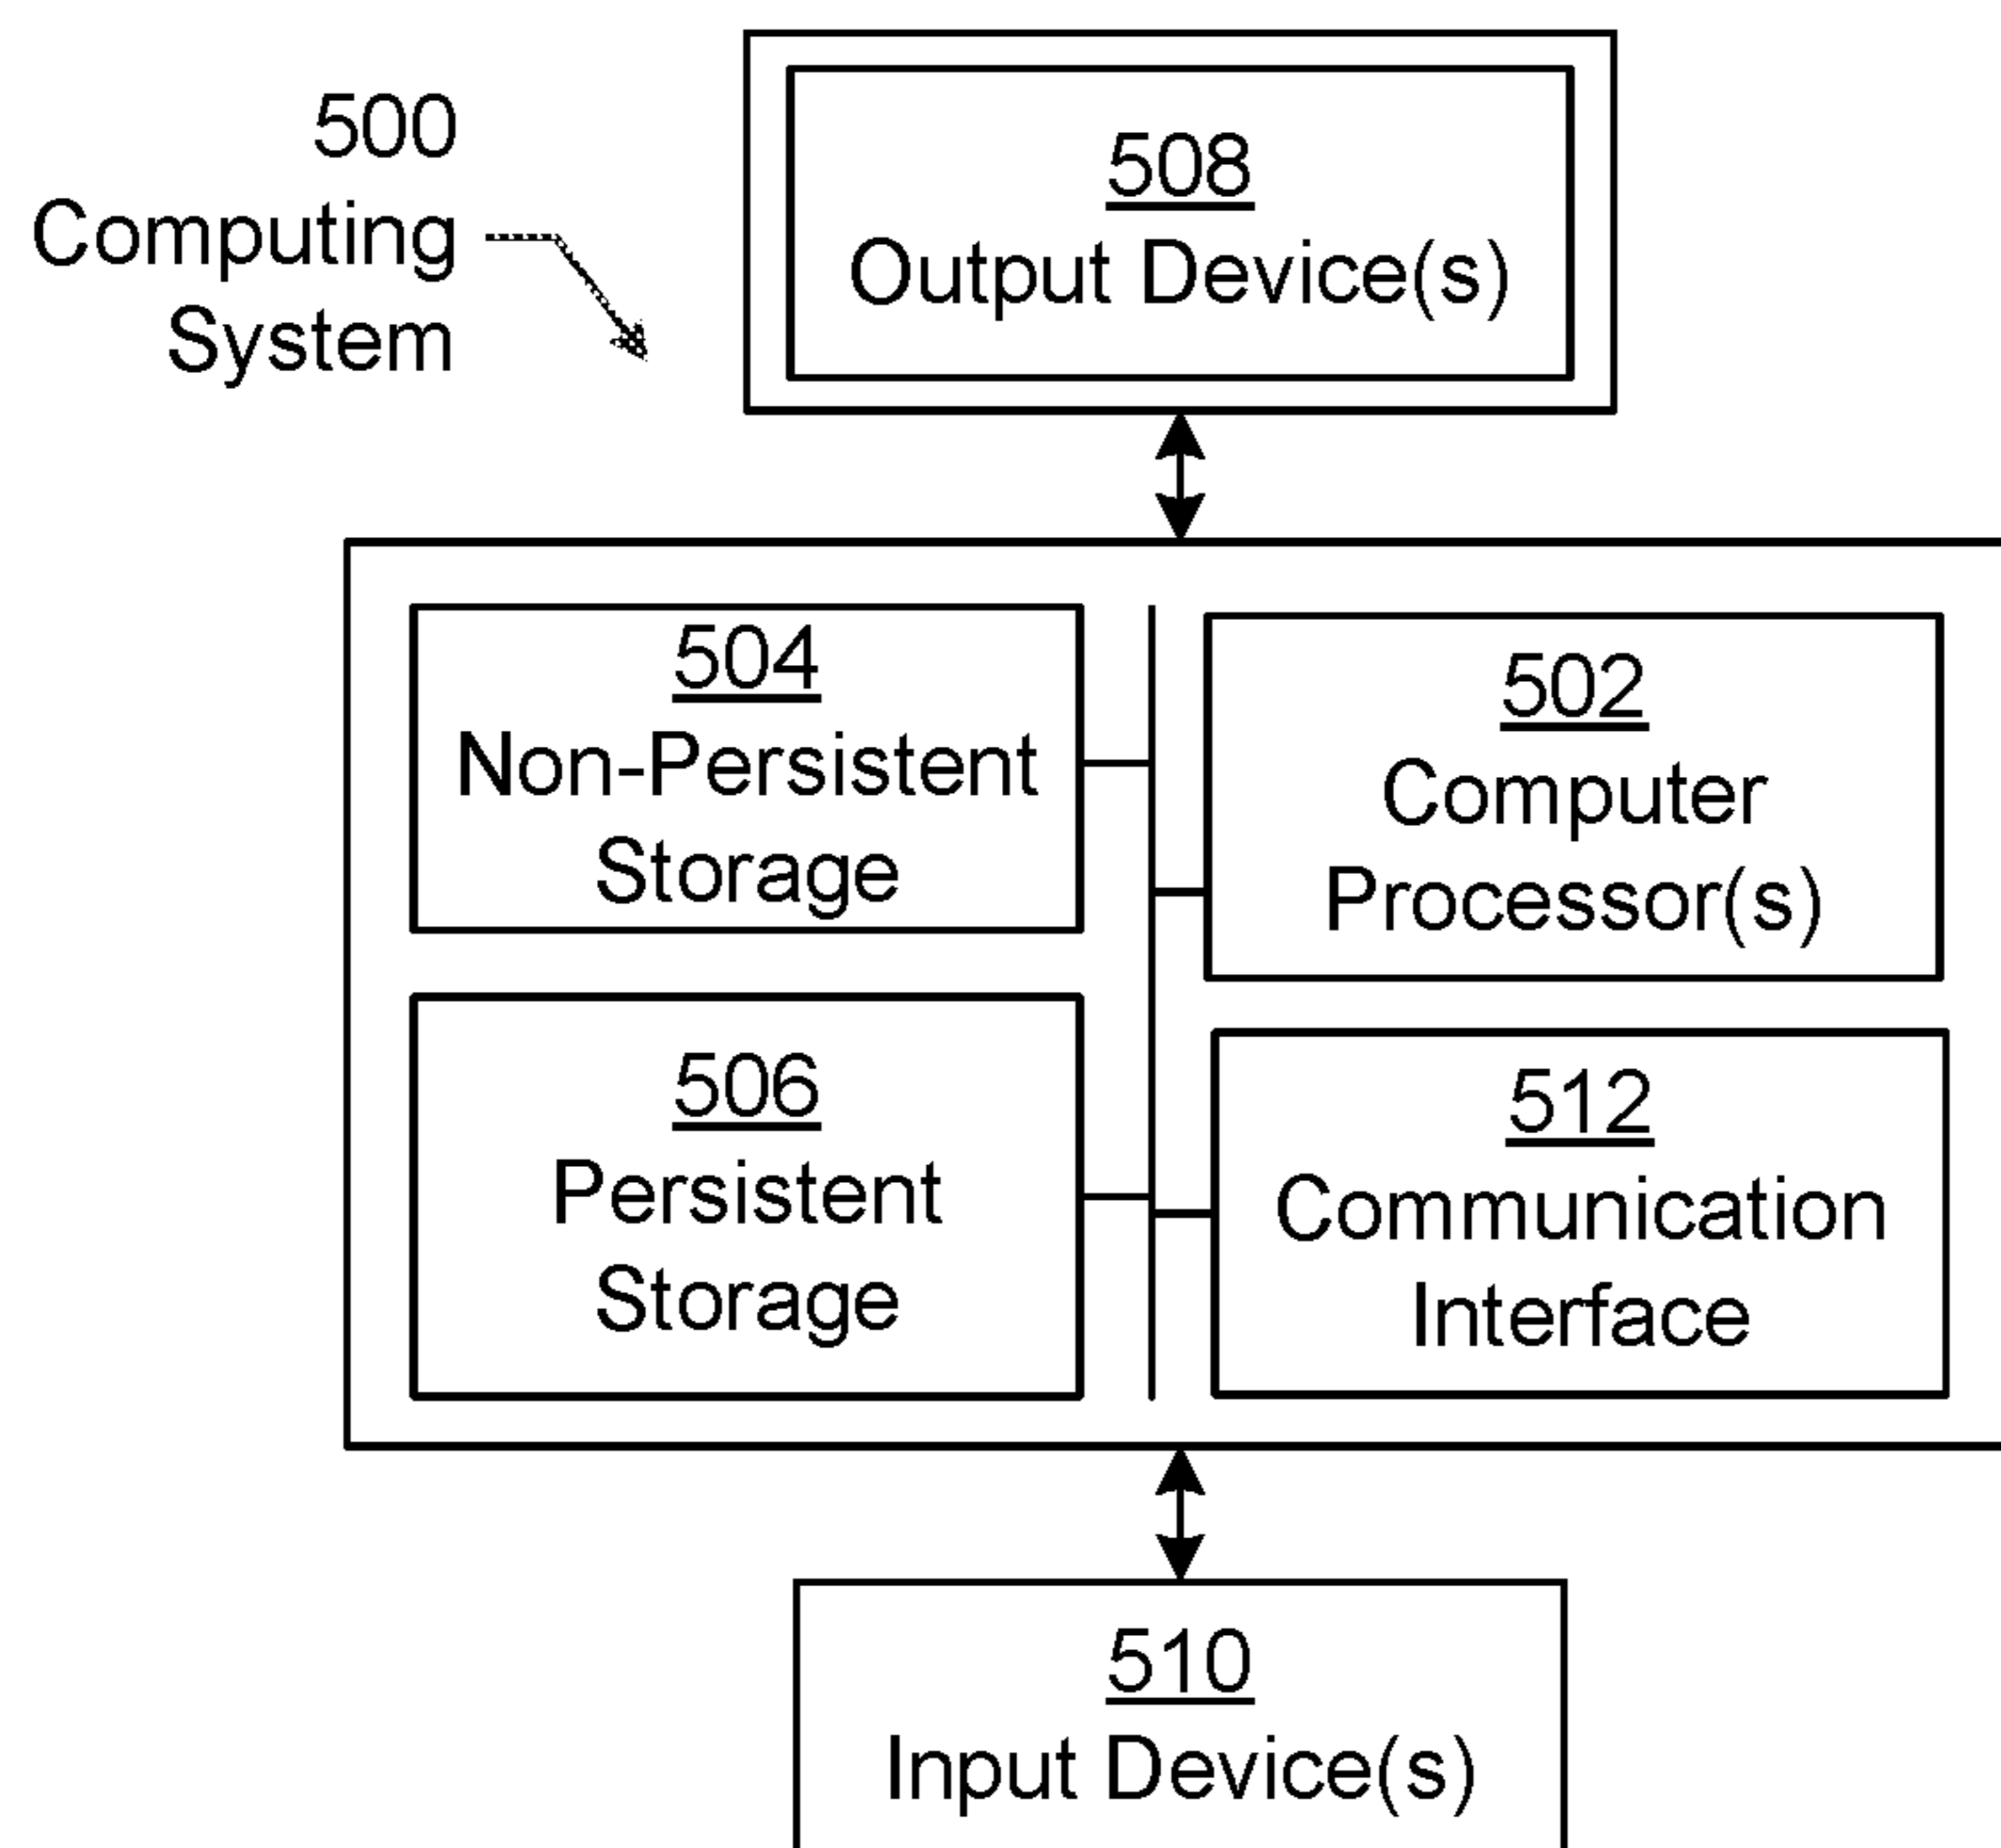 500
Computing
System
508
Output Device(s)
504
Non-Persistent
Storage
502
Computer
Processor(s)
506
Persistent
Storage
512
Communication
Interface
510
Input Device(s)